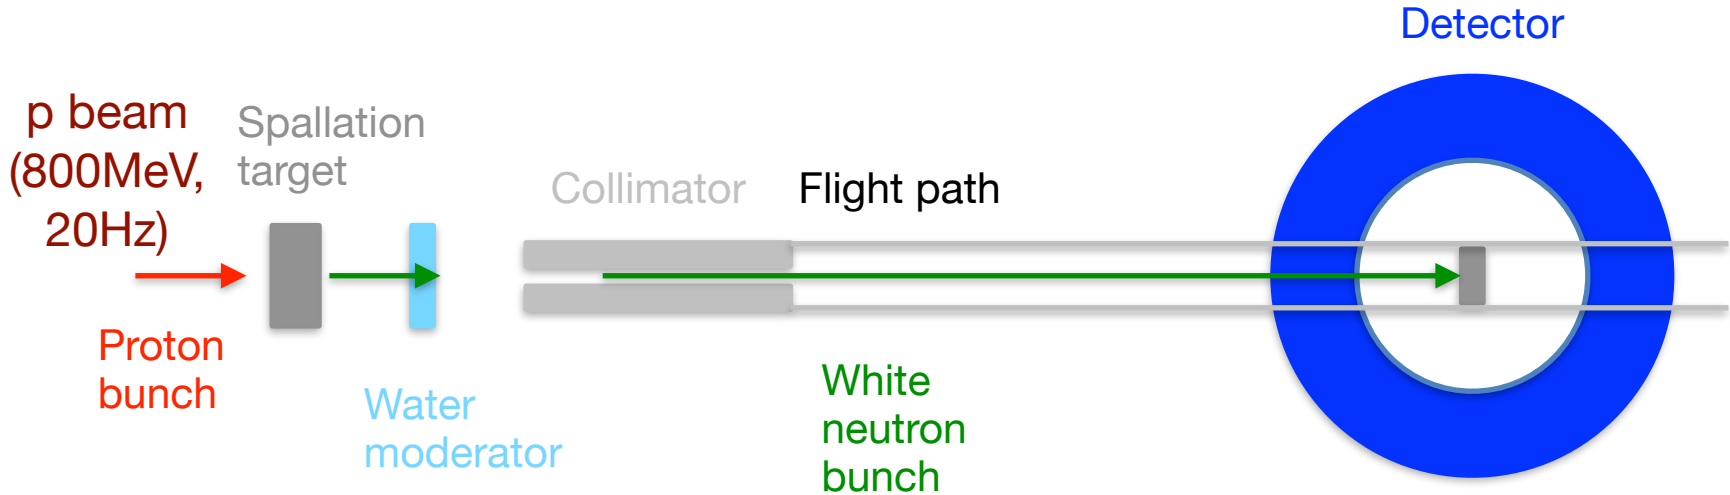 Detector
p beam
(800MeV,
20Hz)
Spallation
target
Collimator
Flight path
Proton
bunch
Water
moderator
White
neutron
bunch